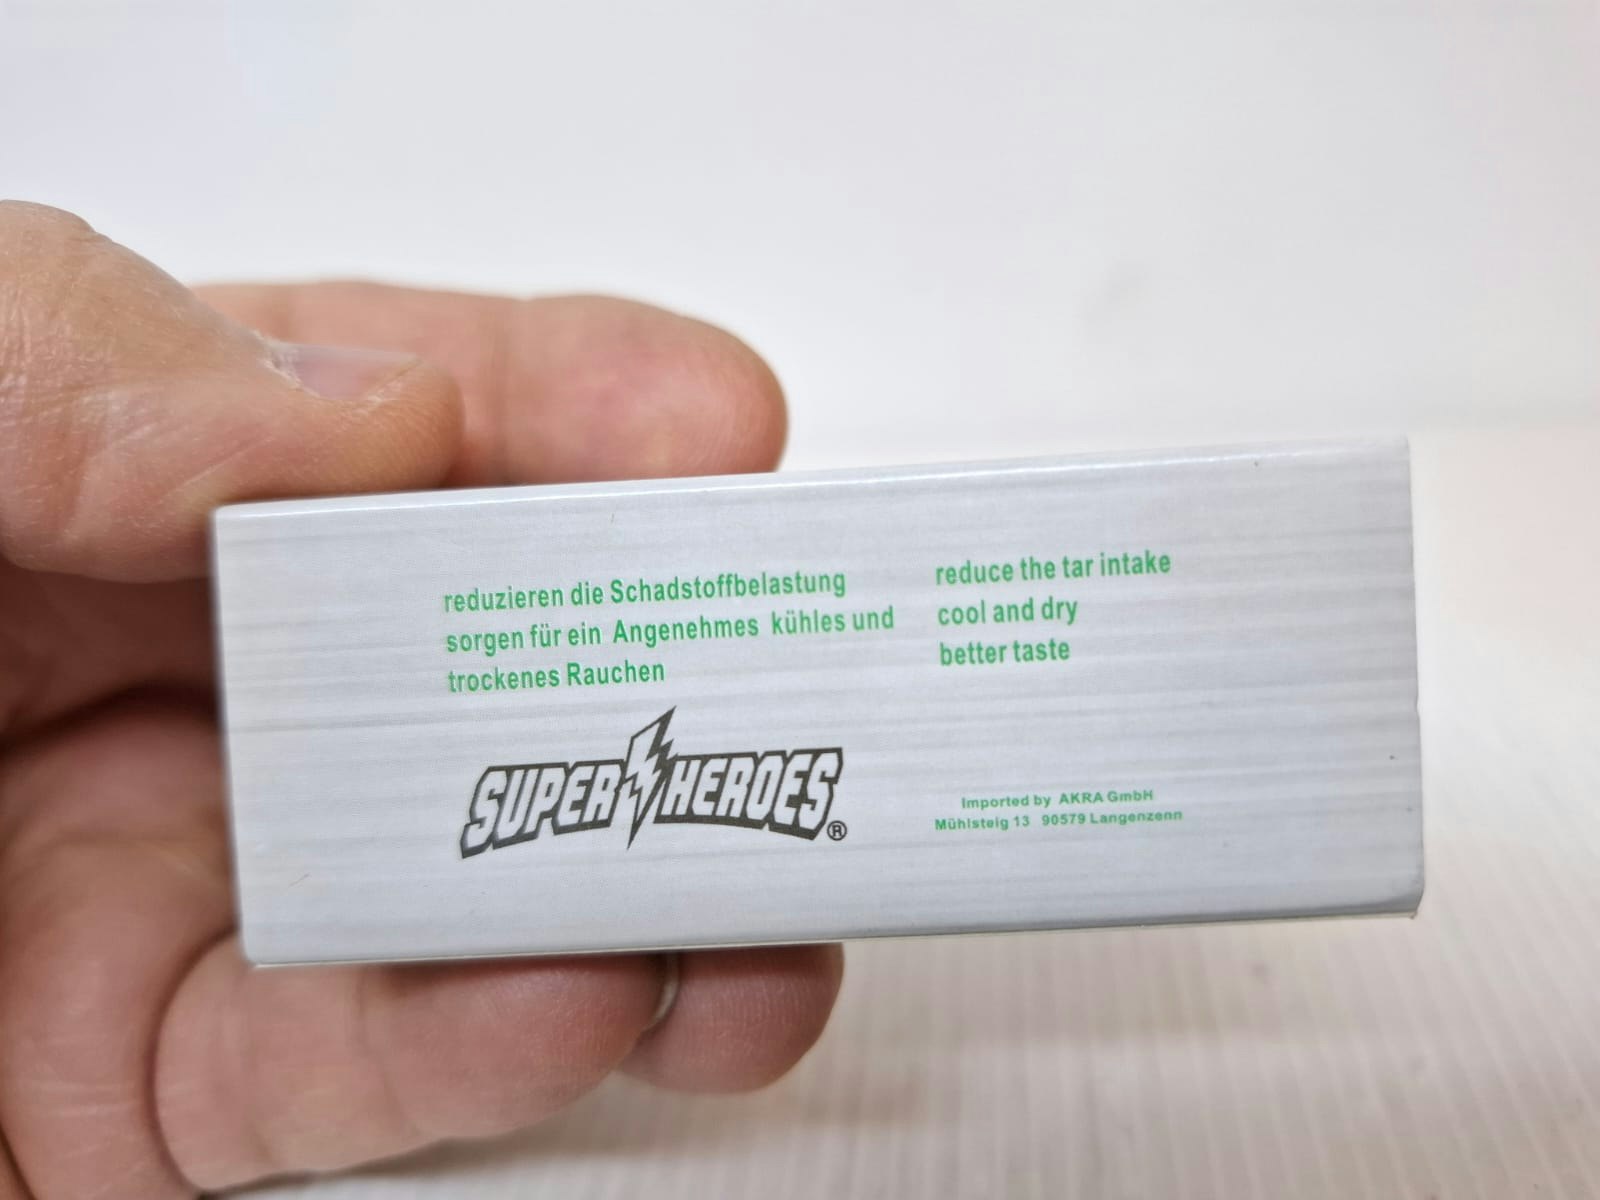 reduzieren die Schadstoffbelastung
sorgen für ein Angenehmes kühles und
trockenes Rauchen
reduce the tar intake
cool and dry
better taste
SUPER HEROES®
Imported by AKRA GmbH
Mühlsteig 13 90579 Langenzenn